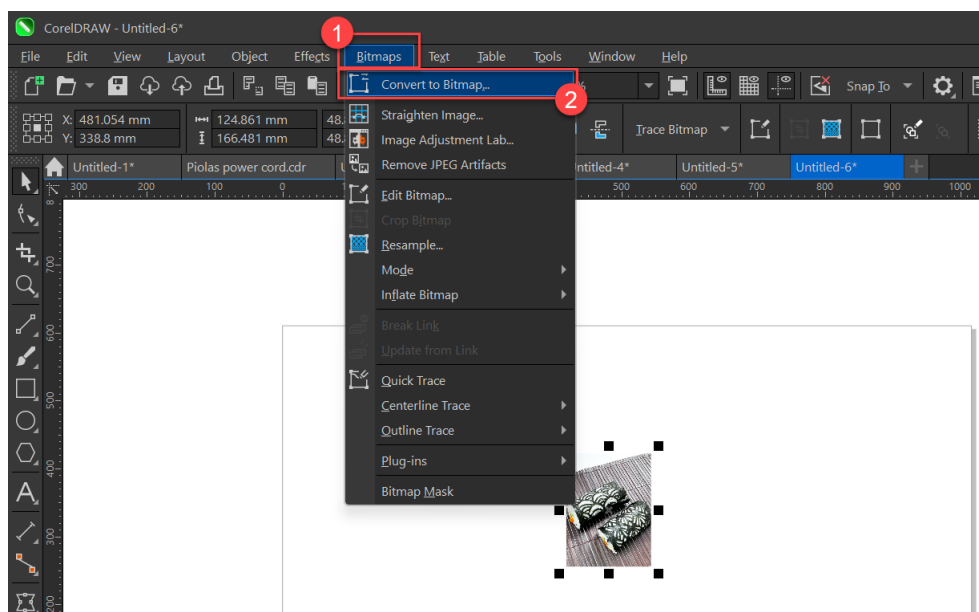 CorelDRAW - Untitled-6*
1
File Edit View Layout Object Effects Bitmaps Text Table Tools Window Help
Convert to Bitmap...
2
Snap To
X: 481.054 mm
Y: 338.8 mm
124.861 mm
166.481 mm
48.
48.
Straighten Image...
Image Adjustment Lab...
Remove JPEG Artifacts
Trace Bitmap
Untitled-1* Piolas power cord.cdr
Untitled-5* Untitled-6*
300 200 100 0 500 600 700 800 900 1000
Edit Bitmap...
Crop Bitmap
Resample...
Mode
Inflate Bitmap
Break Link
Update from Link
Quick Trace
Centerline Trace
Outline Trace
Plug-ins
Bitmap Mask
700
600
500
400
300
200